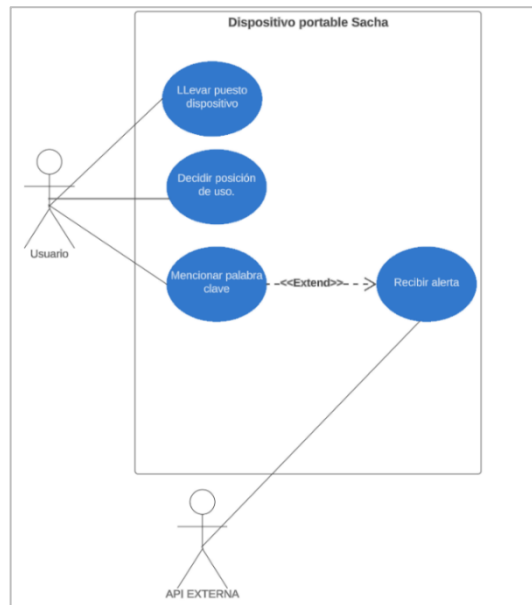 Dispositivo portable Sacha
LLevar puesto
dispositivo
Decidir posición
de uso.
Usuario
Mencionar palabra
clave
<<Extend>>
Recibir alerta
API EXTERNA